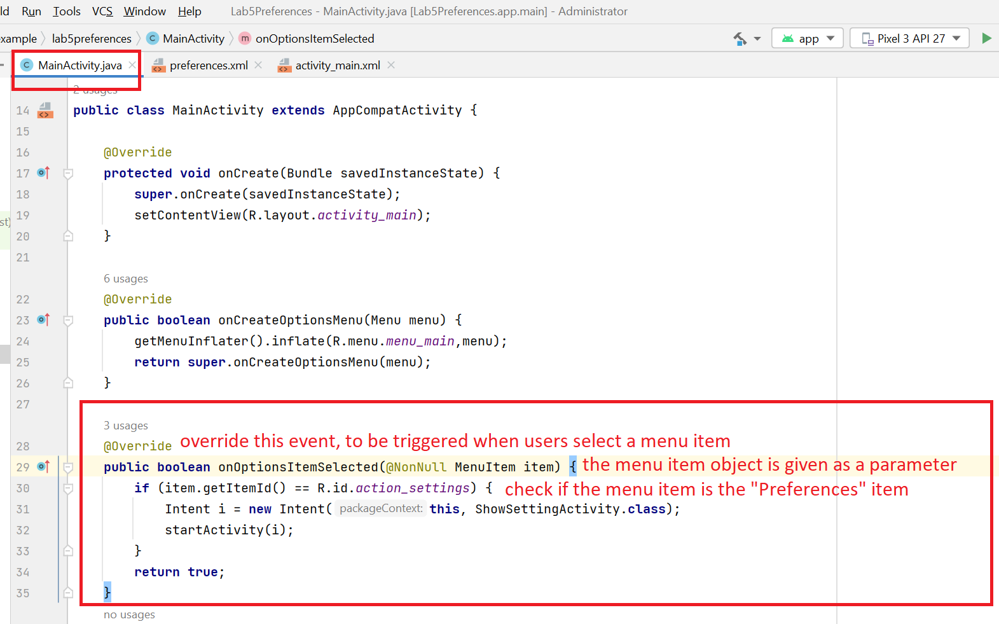 ld Run Tools VCS Window Help Lab5Preferences - MainActivity.java [Lab5Preferences.app.main] - Administrator
xample lab5preferences C MainActivity m onOptionsItemSelected app Pixel 3 API 27
C MainActivity.java preferences.xml activity_main.xml
2 usages
14 public class MainActivity extends AppCompatActivity {
15
16 @Override
17 protected void onCreate(Bundle savedInstanceState) {
18 super.onCreate(savedInstanceState);
19 setContentView(R.layout.activity_main);
st)
20 }
21
6 usages
22 @Override
23 public boolean onCreateOptionsMenu(Menu menu) {
24 getMenuInflater().inflate(R.menu.menu_main,menu);
25 return super.onCreateOptionsMenu(menu);
26 }
27
3 usages
28 @Override override this event, to be triggered when users select a menu item
29 public boolean onOptionsItemSelected(@NonNull MenuItem item) { the menu item object is given as a parameter
30 if (item.getItemId() == R.id.action_settings) { check if the menu item is the "Preferences" item
31 Intent i = new Intent( packageContext: this, ShowSettingActivity.class);
32 startActivity(i);
33 }
34 return true;
35 }
no usages